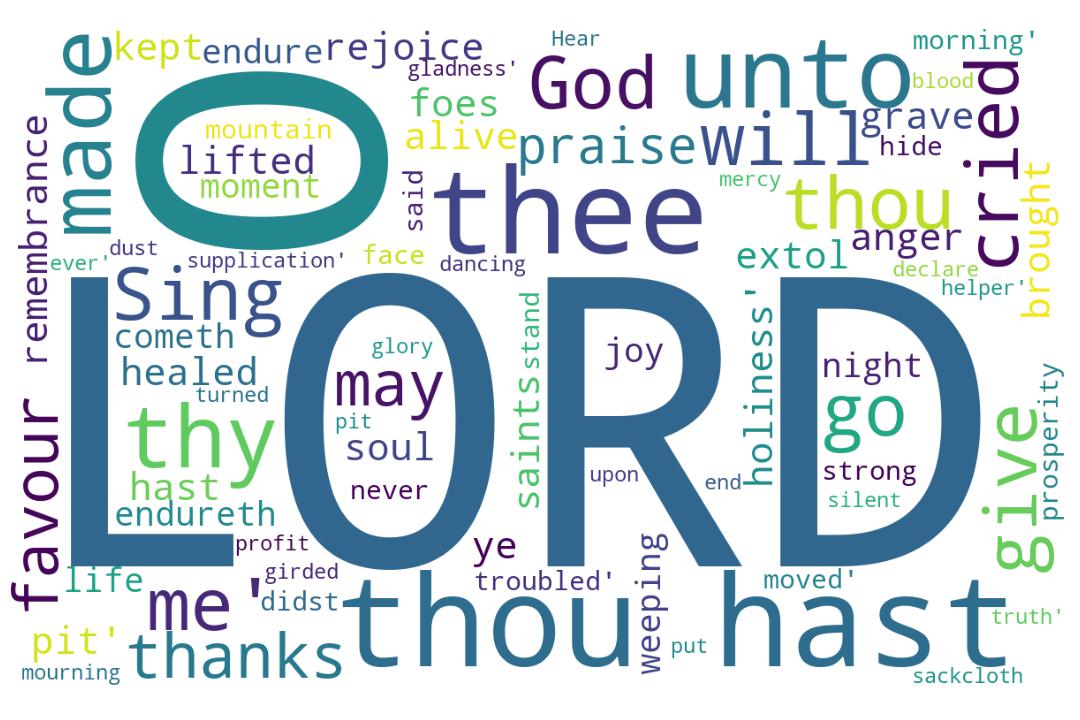 made
kept
endure
rejoice
Hear
gladness'
God
unto
morning'
blood
cried
foes
alive
praise
will
grave
hide
remembrance
O
mountain
lifted
moment
said
thee
mercy
thou
anger
brought
dust
ever'
supplication'
face
dancing
extol
declare
helper'
Sing
LORD
cometh
healed
turned
glory
may
pit
soul
never
stand
saints
joy
upon
end
holiness'
night
go
strong
silent
prosperity
give
favour
thy
hast
endureth
profit
ye
life
me'
'
girded
didst
thou hast
troubled'
weeping
moved'
put
truth'
pit'
mourning
thanks
sackcloth